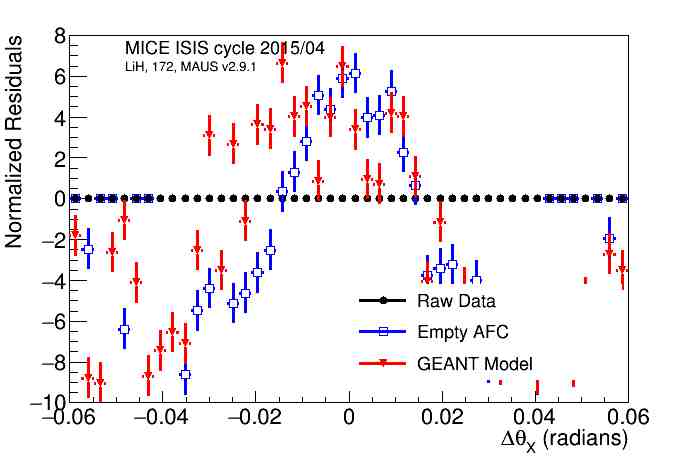 MICE ISIS cycle 2015/04
LiH, 172, MAUS v2.9.1
Normalized Residuals
8
6
4
2
0
−2
−4
−6
−8
−10
Raw Data
Empty AFC
GEANT Model
−0.06 −0.04 −0.02 0 0.02 0.04 0.06
Δθ_X (radians)